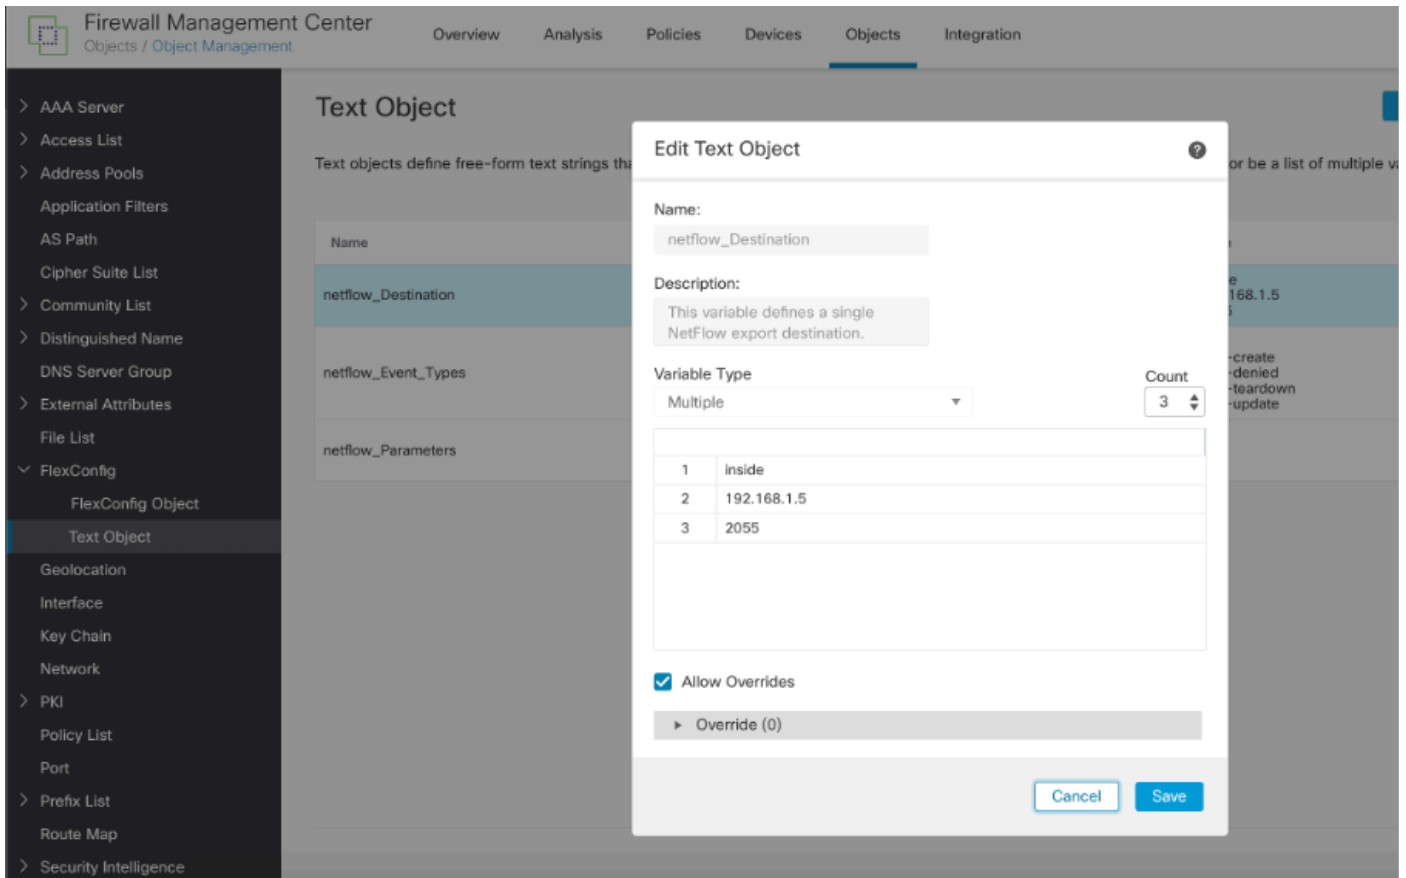 Firewall Management Center
Objects / Object Management
Overview
Analysis
Policies
Devices
Objects
Integration
AAA Server
Access List
Address Pools
Application Filters
AS Path
Cipher Suite List
Community List
Distinguished Name
DNS Server Group
External Attributes
File List
FlexConfig
FlexConfig Object
Text Object
Geolocation
Interface
Key Chain
Network
PKI
Policy List
Port
Prefix List
Route Map
Security Intelligence
Text Object
Text objects define free-form text strings
or be a list of multiple
Name
netflow_Destination
168.1.5
netflow_Event_Types
-create
-denied
-teardown
-update
netflow_Parameters
Edit Text Object
Name:
netflow_Destination
Description:
This variable defines a single
NetFlow export destination.
Variable Type
Count
Multiple
3
1 inside
2 192.168.1.5
3 2055
Allow Overrides
Override (0)
Cancel
Save